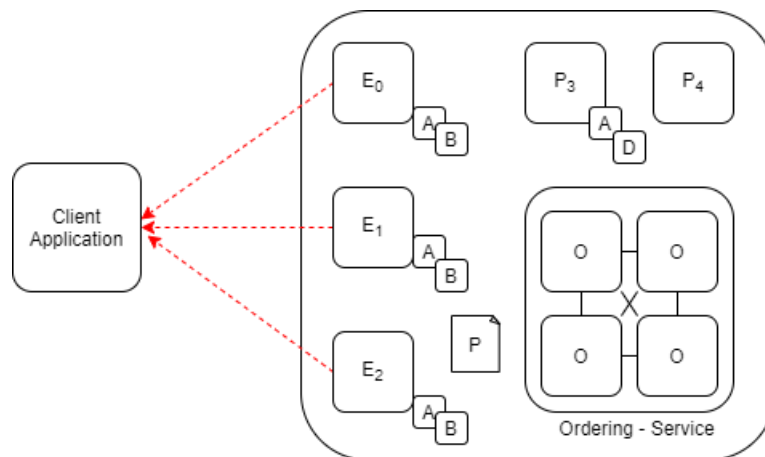 E₀
A
B
P₃
A
D
P₄
Client
Application
E₁
A
B
O
O
O
O
P
E₂
A
B
Ordering - Service